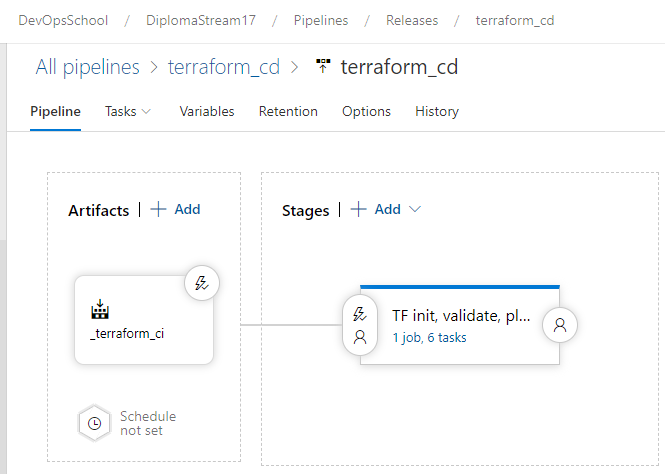 DevOpsSchool / DiplomaStream17 / Pipelines / Releases / terraform_cd
All pipelines > terraform_cd > terraform_cd
Pipeline Tasks Variables Retention Options History
Artifacts | + Add
Stages | + Add
_terraform_ci
TF init, validate, pl...
1 job, 6 tasks
Schedule
not set